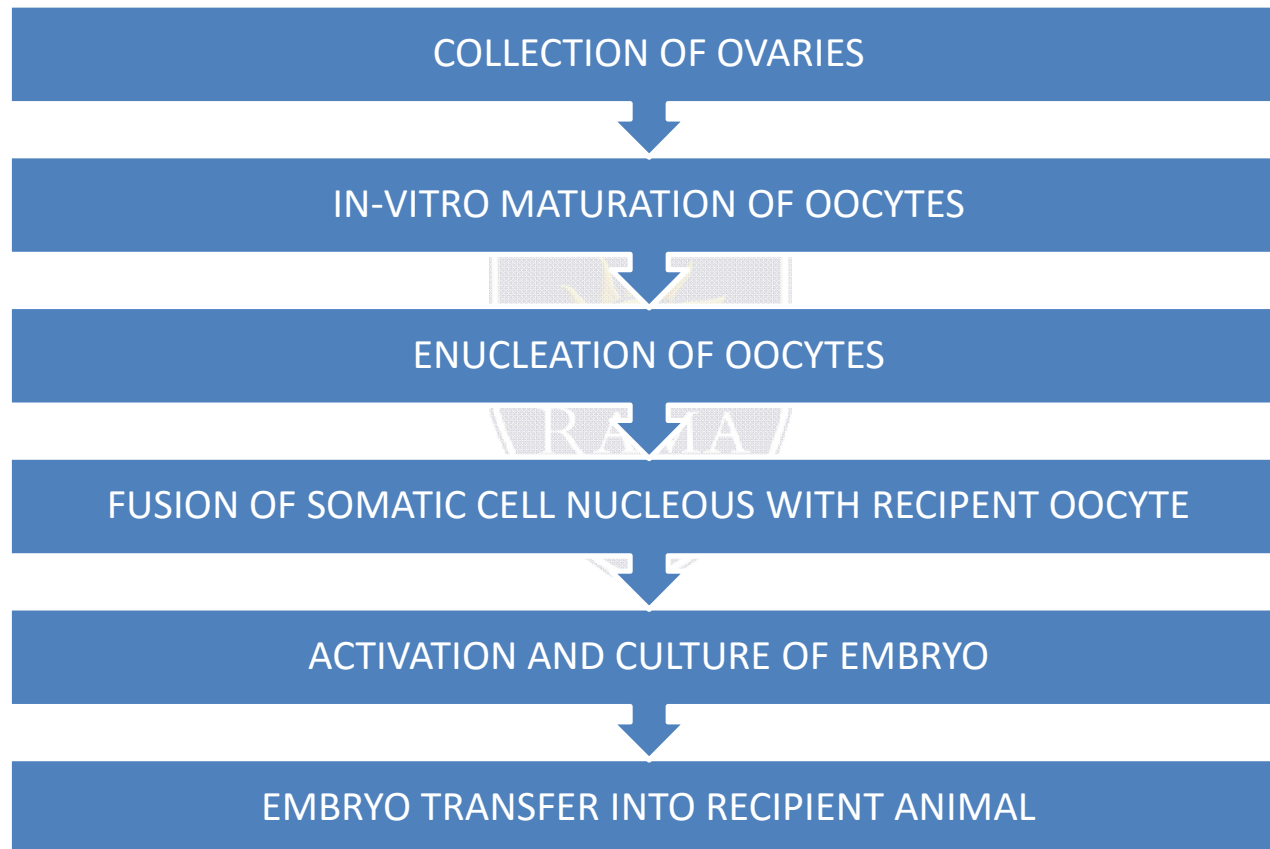 COLLECTION OF OVARIES
IN-VITRO MATURATION OF OOCYTES
ENUCLEATION OF OOCYTES
RAMA
FUSION OF SOMATIC CELL NUCLEOUS WITH RECIPENT OOCYTE
ACTIVATION AND CULTURE OF EMBRYO
EMBRYO TRANSFER INTO RECIPIENT ANIMAL